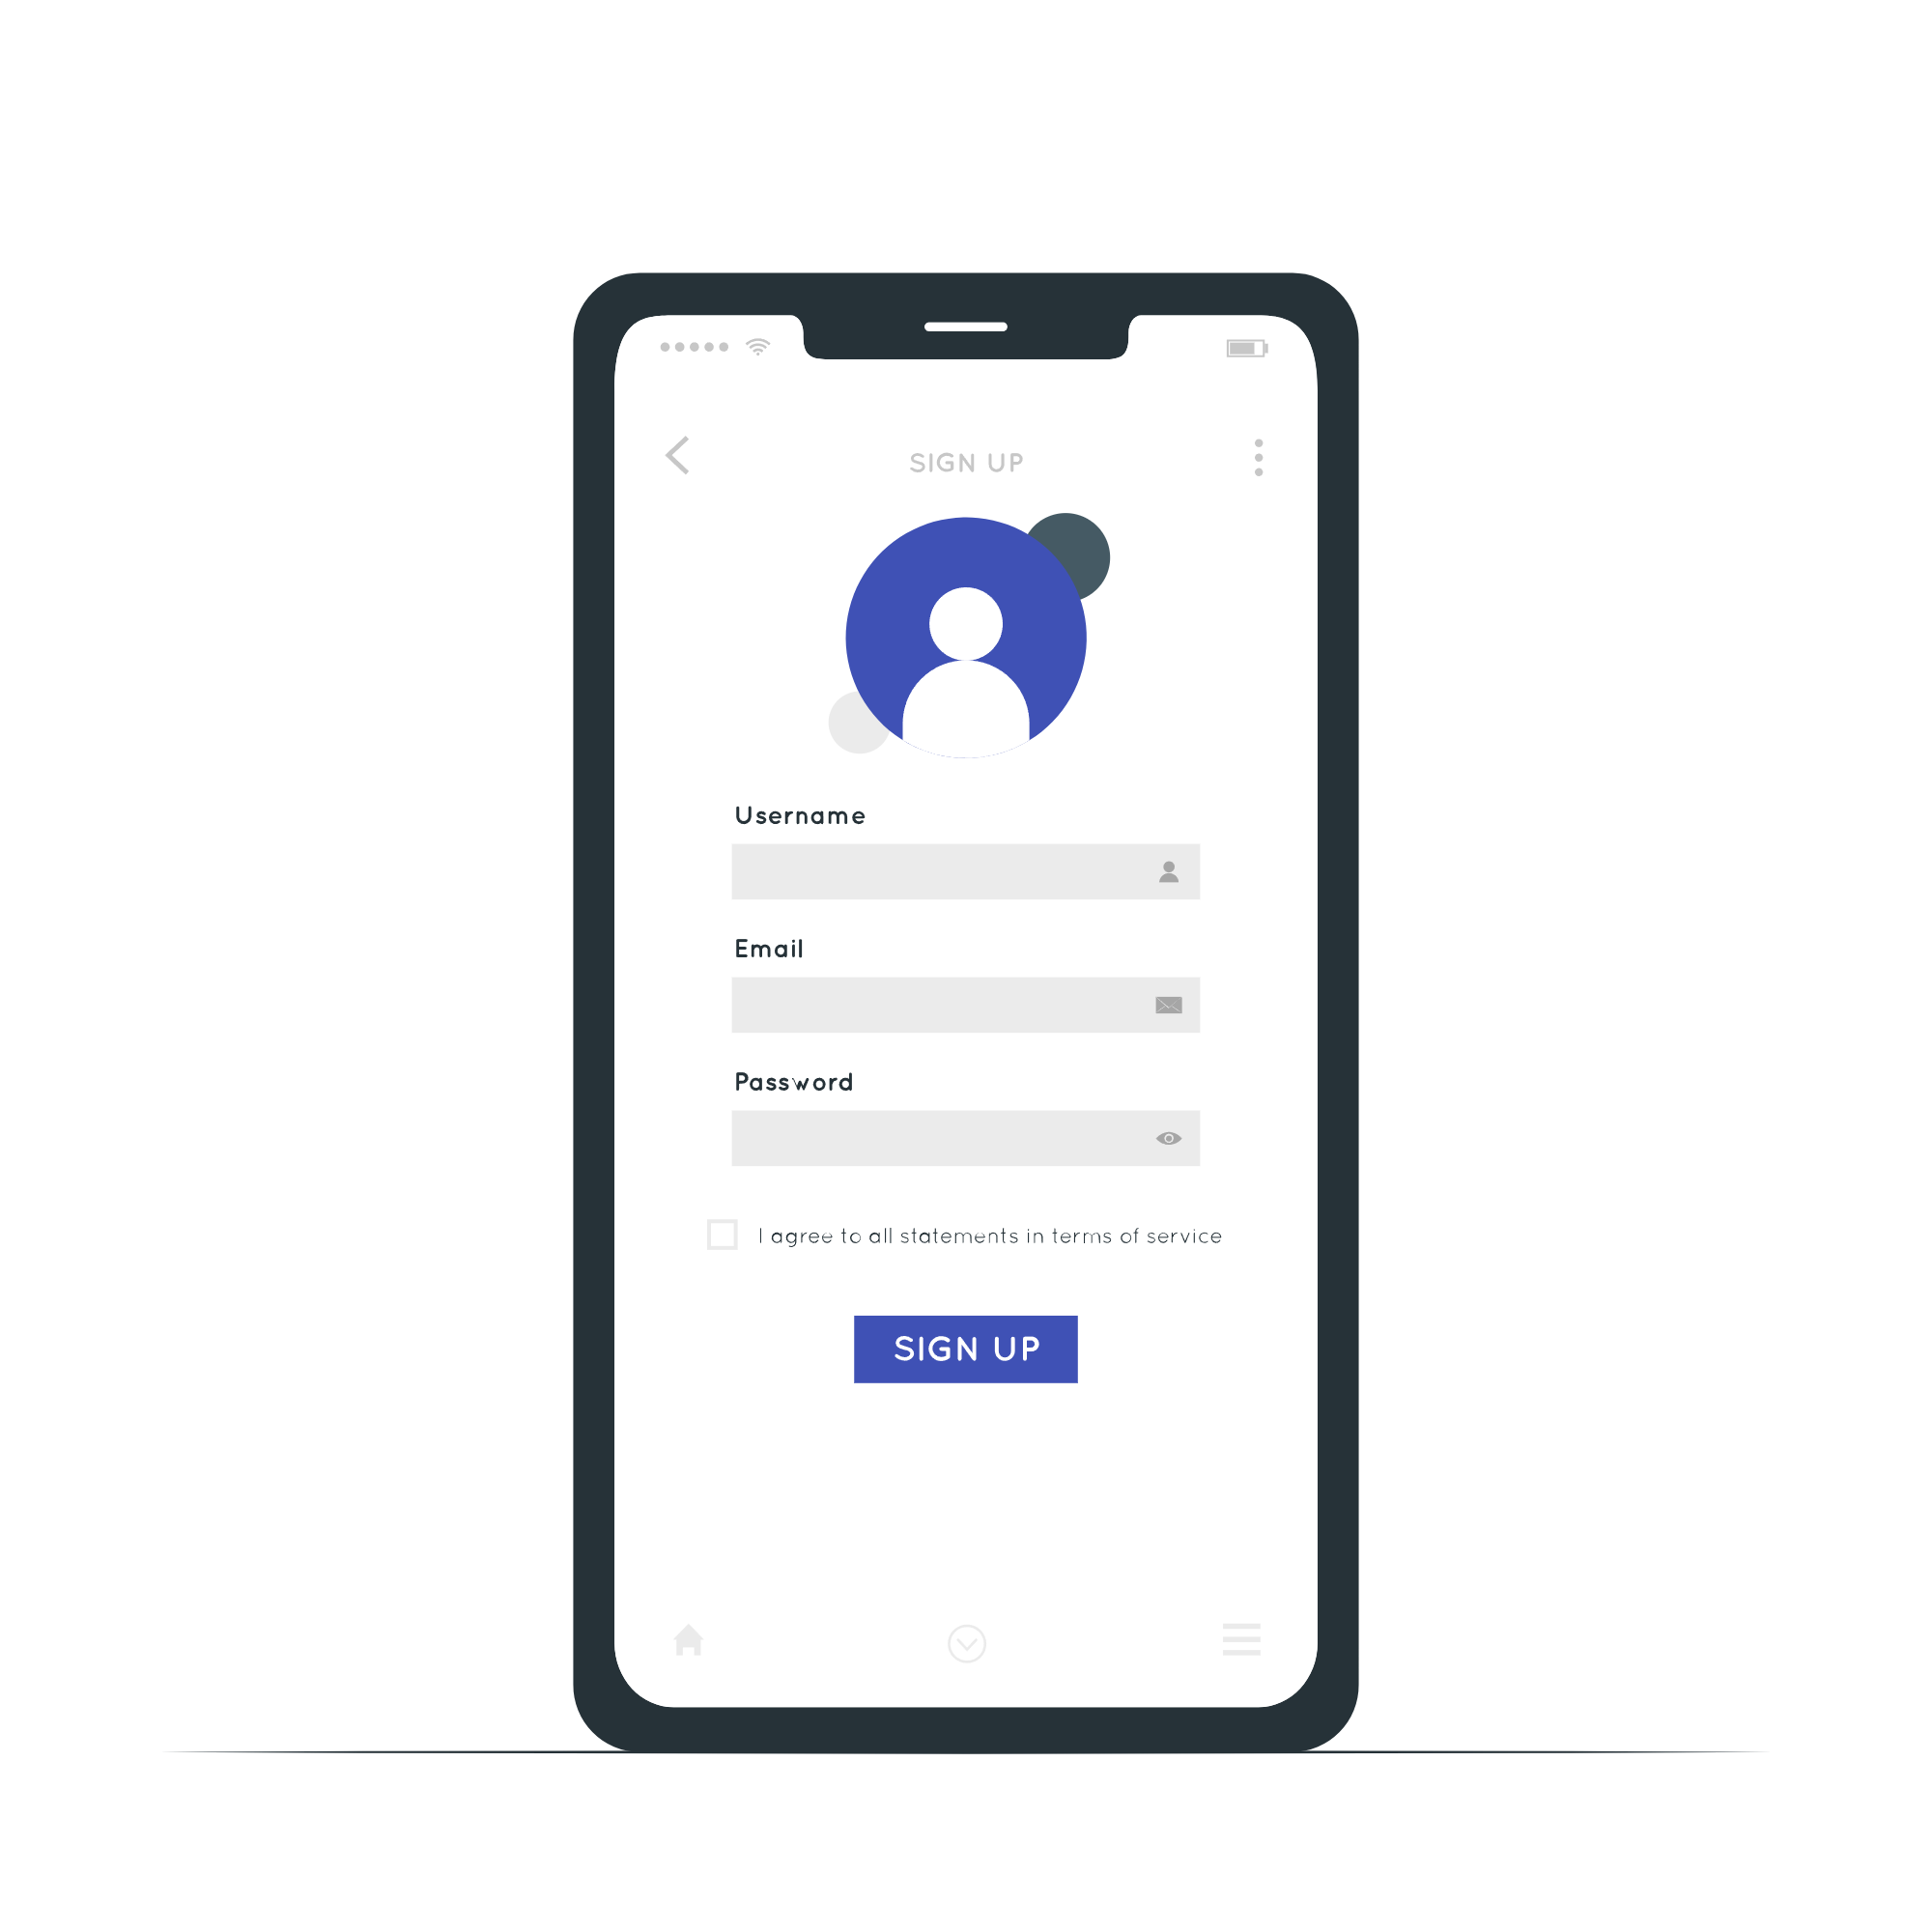 SIGN UP
Username
Email
Password
I agree to all statements in terms of service
SIGN UP